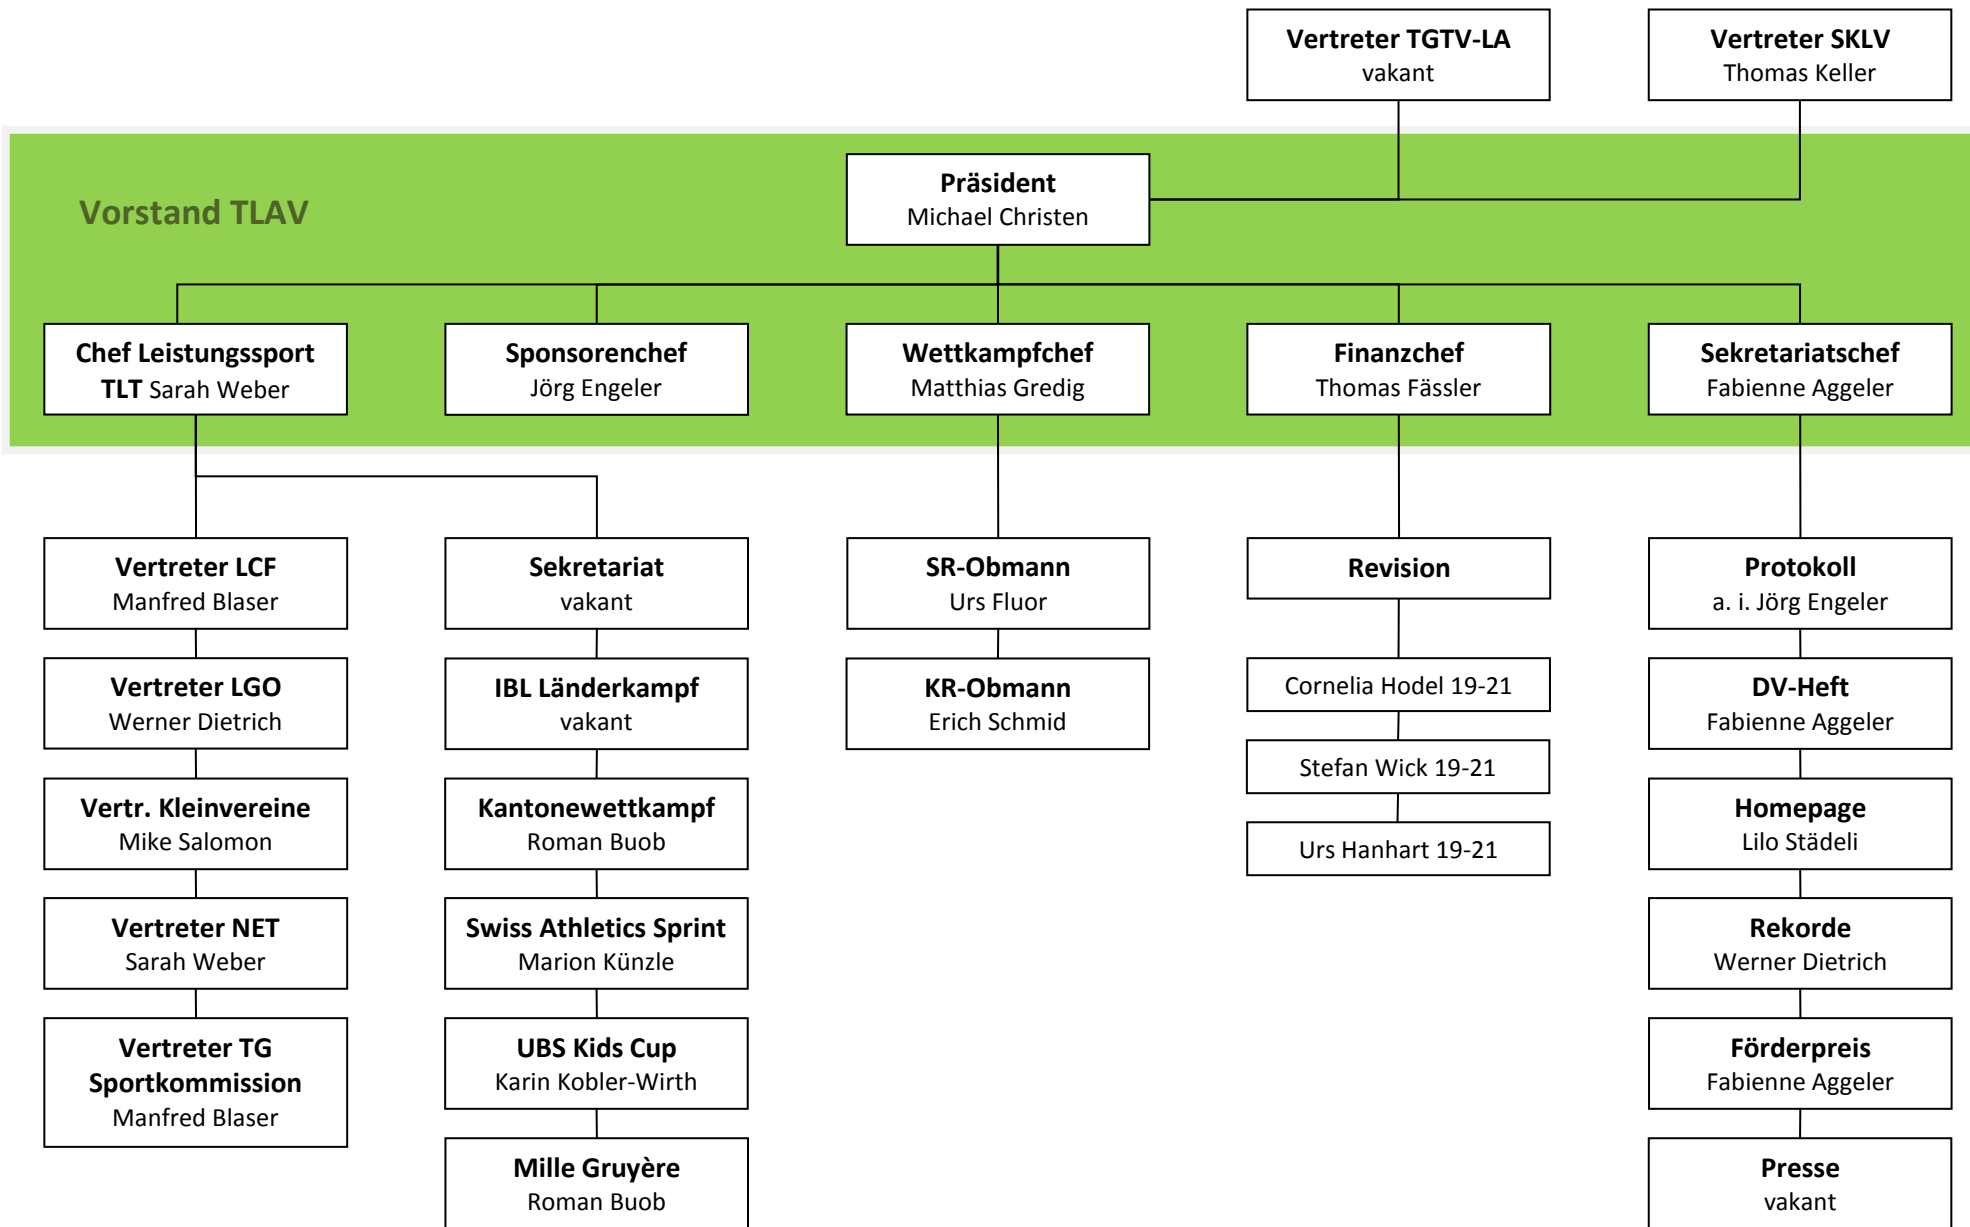 Vertreter TGTV-LA
vakant
Vertreter SKLV
Thomas Keller
Vorstand TLAV
Präsident
Michael Christen
Chef Leistungssport
TLT Sarah Weber
Sponsorenchef
Jörg Engeler
Wettkampfchef
Matthias Gredig
Finanzchef
Thomas Fässler
Sekretariatschef
Fabienne Aggeler
Vertreter LCF
Manfred Blaser
Sekretariat
vakant
SR-Obmann
Urs Fluor
Revision
Protokoll
a. i. Jörg Engeler
Vertreter LGO
Werner Dietrich
IBL Länderkampf
vakant
KR-Obmann
Erich Schmid
Cornelia Hodel 19-21
DV-Heft
Fabienne Aggeler
Stefan Wick 19-21
Vertr. Kleinvereine
Mike Salomon
Kantonewettkampf
Roman Buob
Urs Hanhart 19-21
Homepage
Lilo Städeli
Vertreter NET
Sarah Weber
Swiss Athletics Sprint
Marion Künzle
Rekorde
Werner Dietrich
Vertreter TG
Sportkommission
Manfred Blaser
UBS Kids Cup
Karin Kobler-Wirth
Förderpreis
Fabienne Aggeler
Mille Gruyère
Roman Buob
Presse
vakant